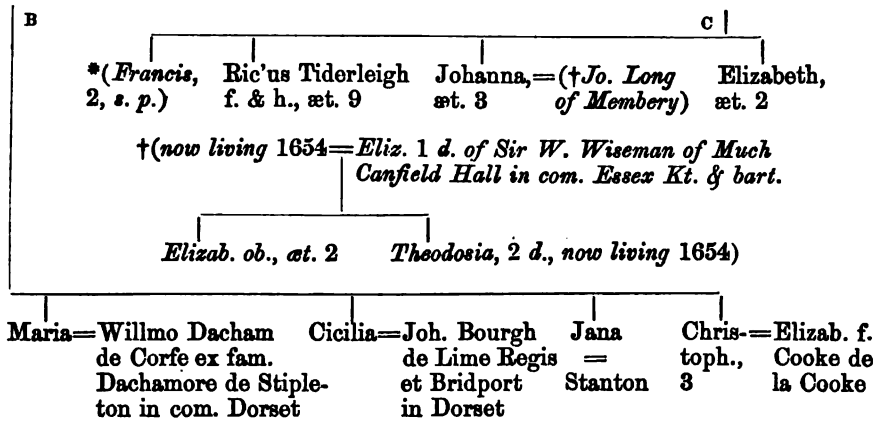 B C
*(Francis, Ric'us Tiderleigh Johanna,=(†Jo. Long Elizabeth,
2, s. p.) f. & h., æt. 9 æt. 3 of Membery) æt. 2
†(now living 1654=Eliz. 1 d. of Sir W. Wiseman of Much
Canfield Hall in com. Essex Kt. & bart.
Elizab. ob., æt. 2 Theodosia, 2 d., now living 1654)
Maria=Willmo Dacham Cicilia=Joh. Bourgh Jana Chris-=Elizab. f.
de Corfe ex fam. de Lime Regis = toph., Cooke de
Dachamore de Stiple- et Bridport Stanton 3 la Cooke
ton in com. Dorset in Dorset